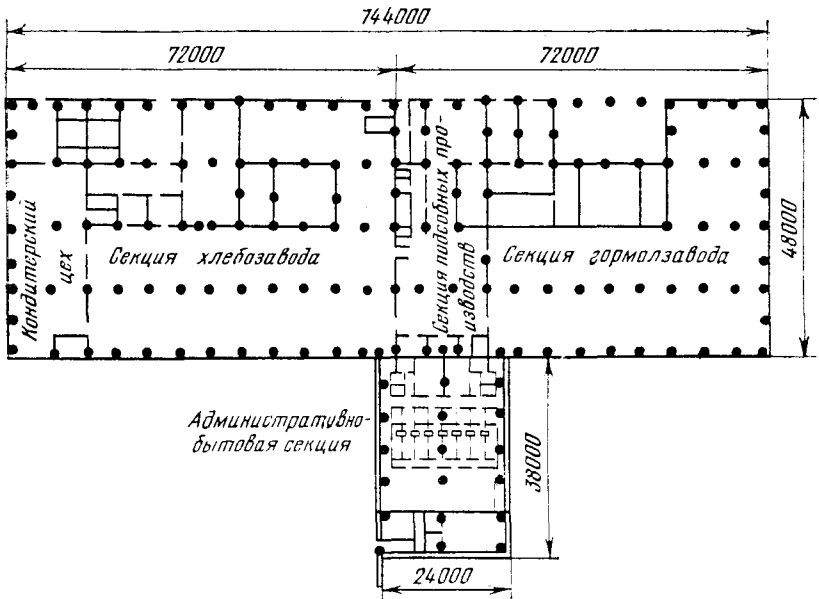 744000
72000
72000
48000
Кондитерский
цех
Секция хлебозавода
Секция подсобных про-
изводств
Секция гормолзавода
Административно-
бытовая секция
38000
24000